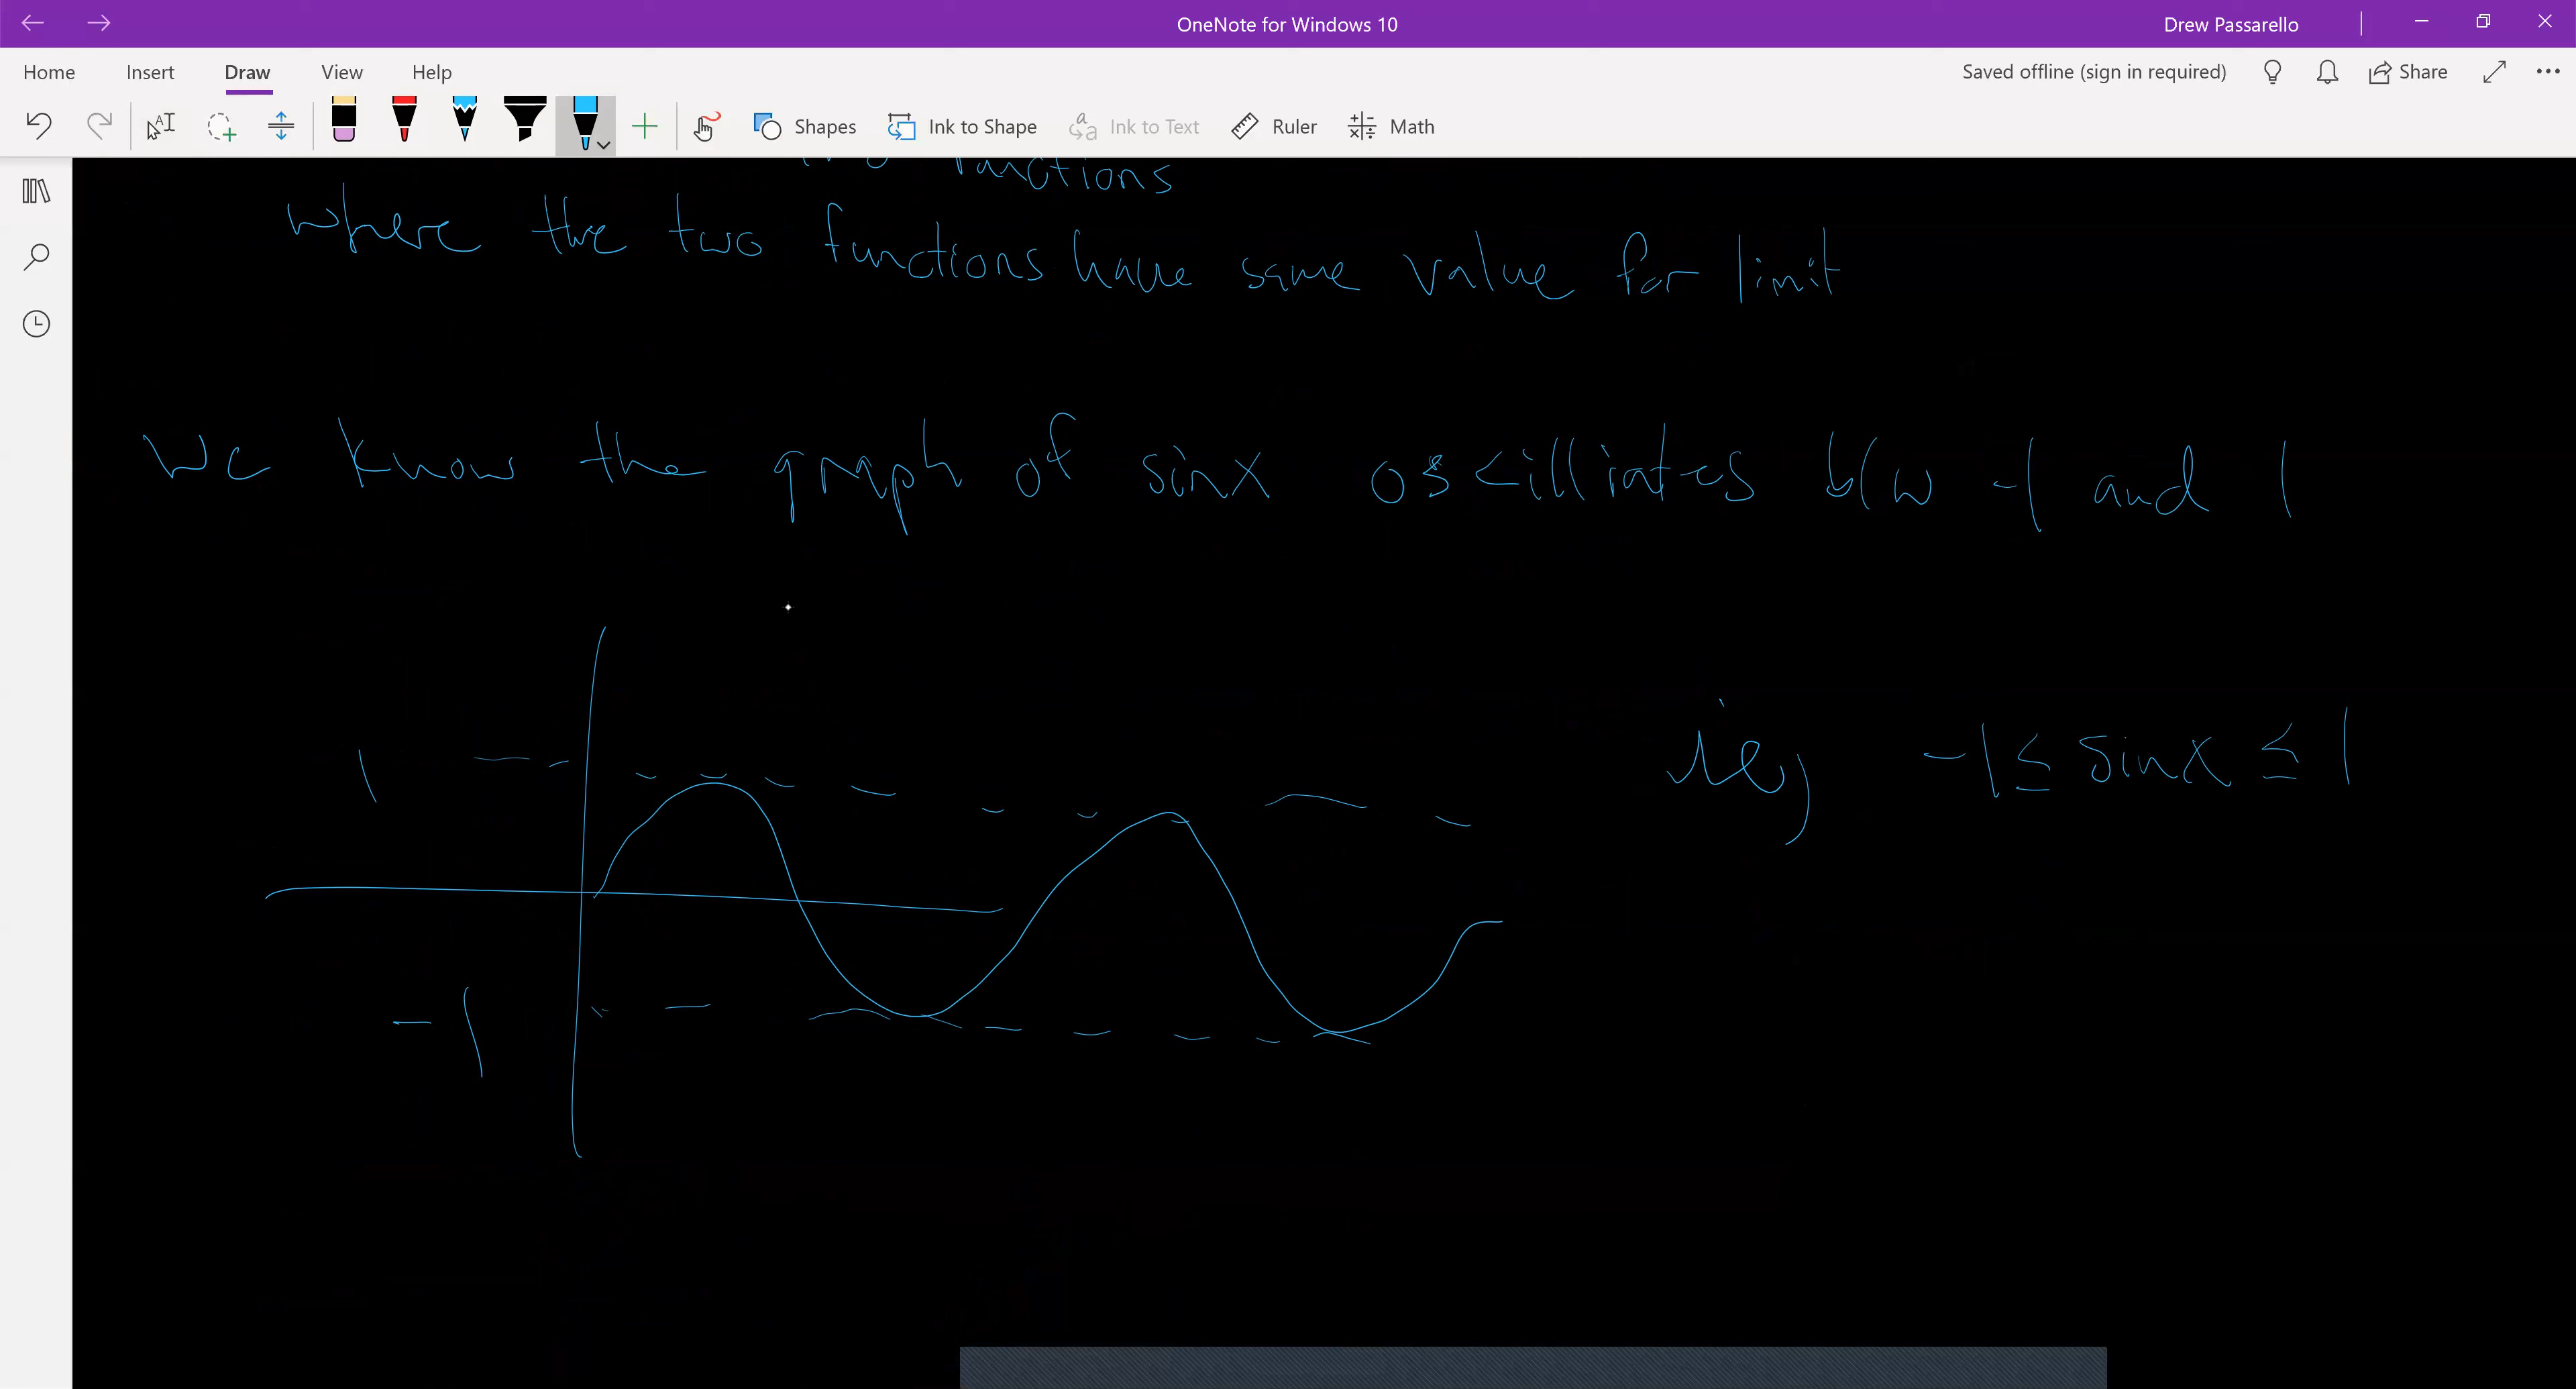 OneNote for Windows 10
Drew Passarello
Home Insert Draw View Help
Saved offline (sign in required) Share
Shapes Ink to Shape Ink to Text Ruler Math
functions
where the two functions have same value for limit
we know the graph of sinx oscilliates b/w -1 and 1
1
ie, -1 ≤ sinx ≤ 1
-1